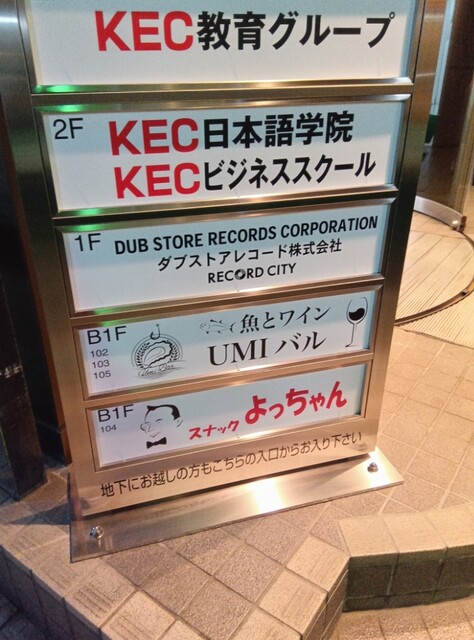 KEC教育グループ
2F
KEC日本語学院
KECビジネススクール
1F
DUB STORE RECORDS CORPORATION
ダブストアレコード株式会社
RECORD CITY
B1F
102
103
105
魚とワイン
UMIバル
B1F
104
スナック よっちゃん
地下にお越しの方もこちらの入口からお入り下さい